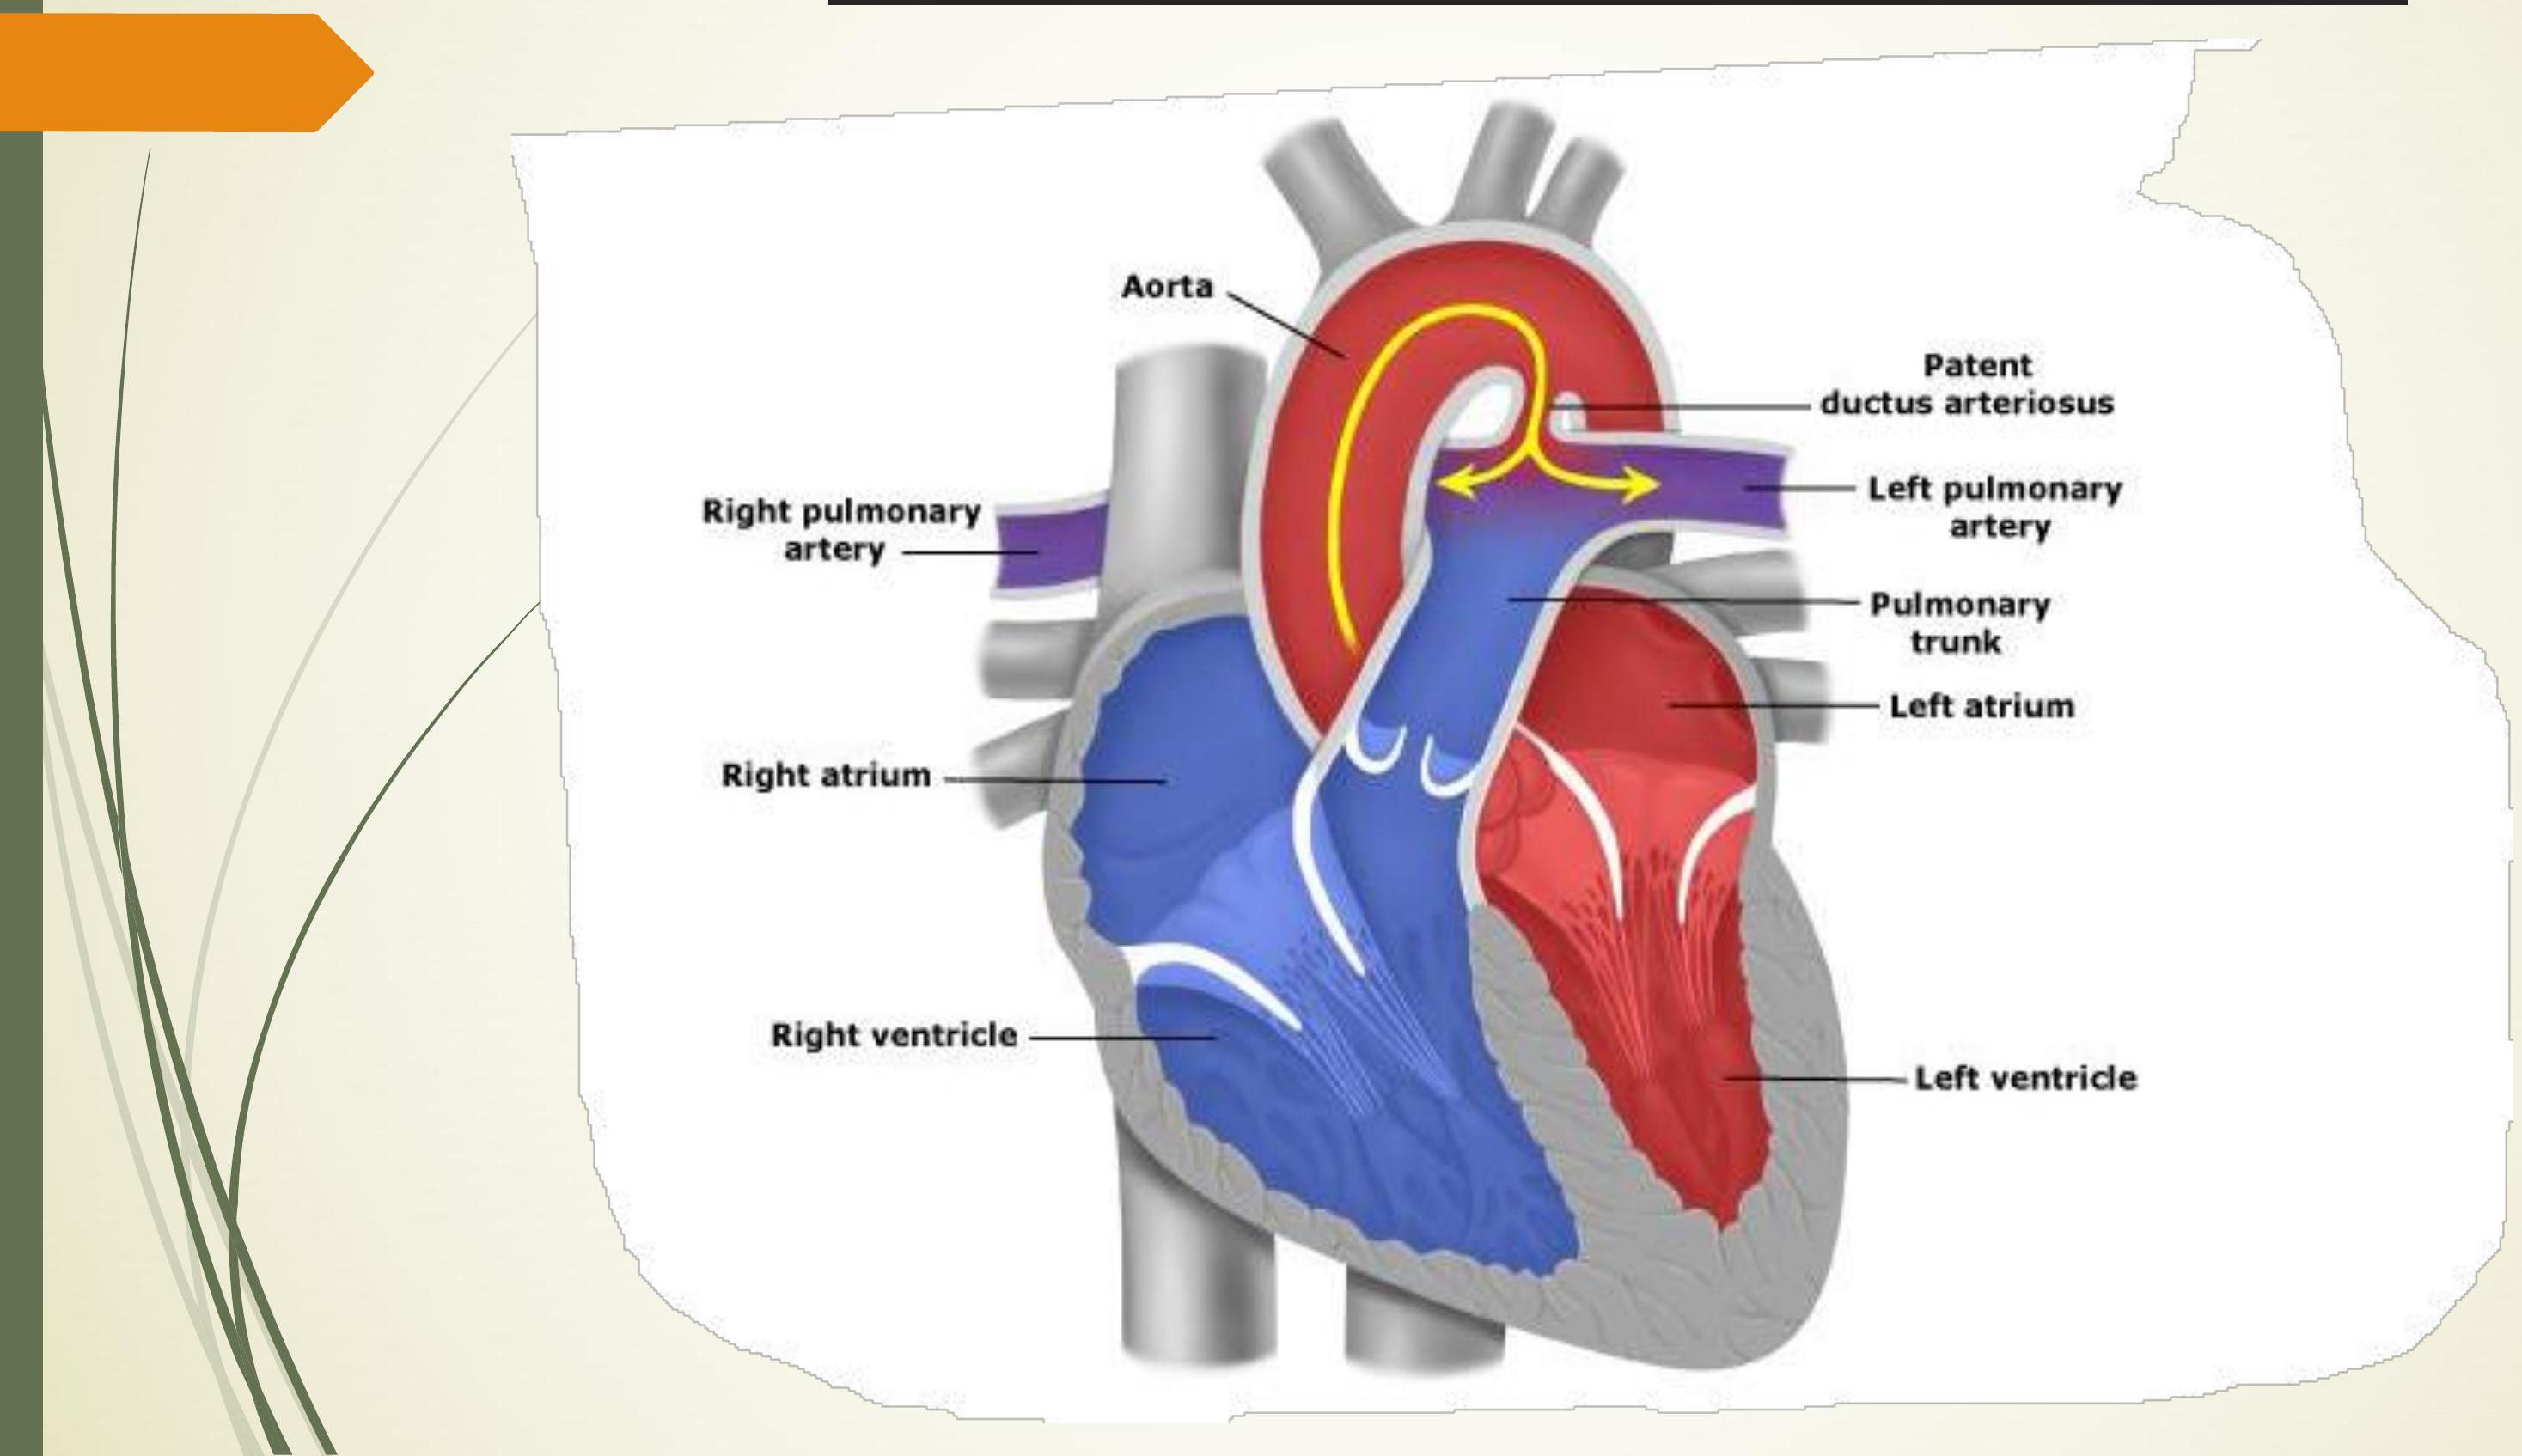 Aorta
Patent
ductus arteriosus
Right pulmonary
artery
Left pulmonary
artery
Pulmonary
trunk
Left atrium
Right atrium
Right ventricle
Left ventricle